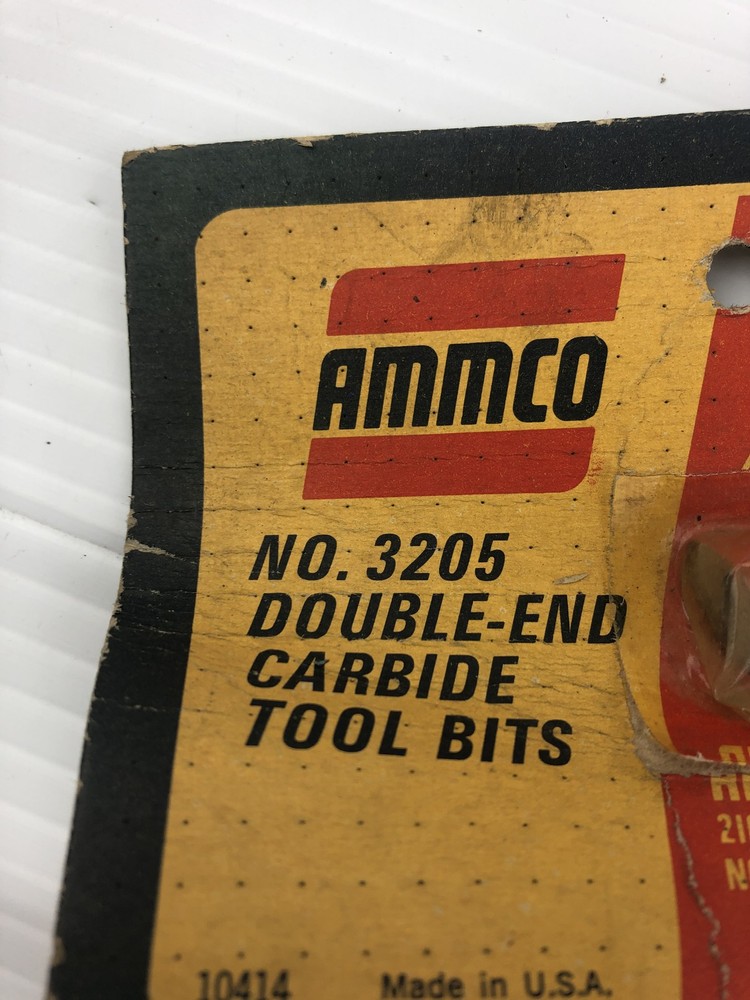 AMMCO
NO. 3205
DOUBLE-END
CARBIDE
TOOL BITS
10414 Made in U.S.A.